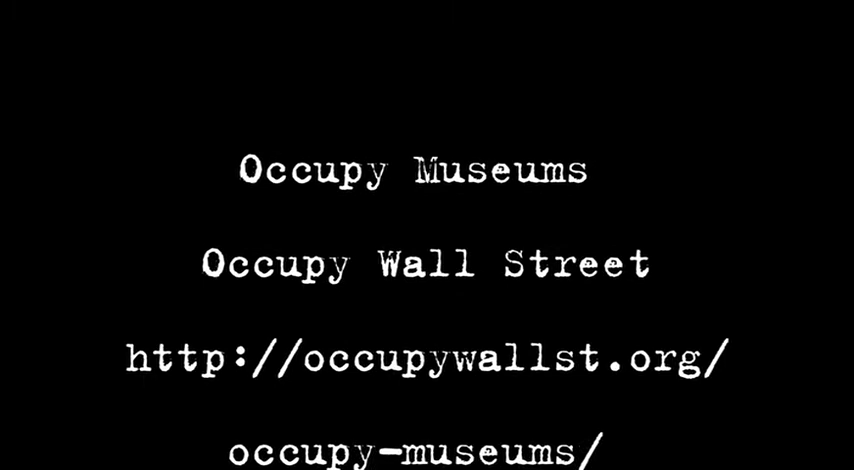 Occupy Museums
Occupy Wall Street
http://occupywallst.org/
occupy-museums/